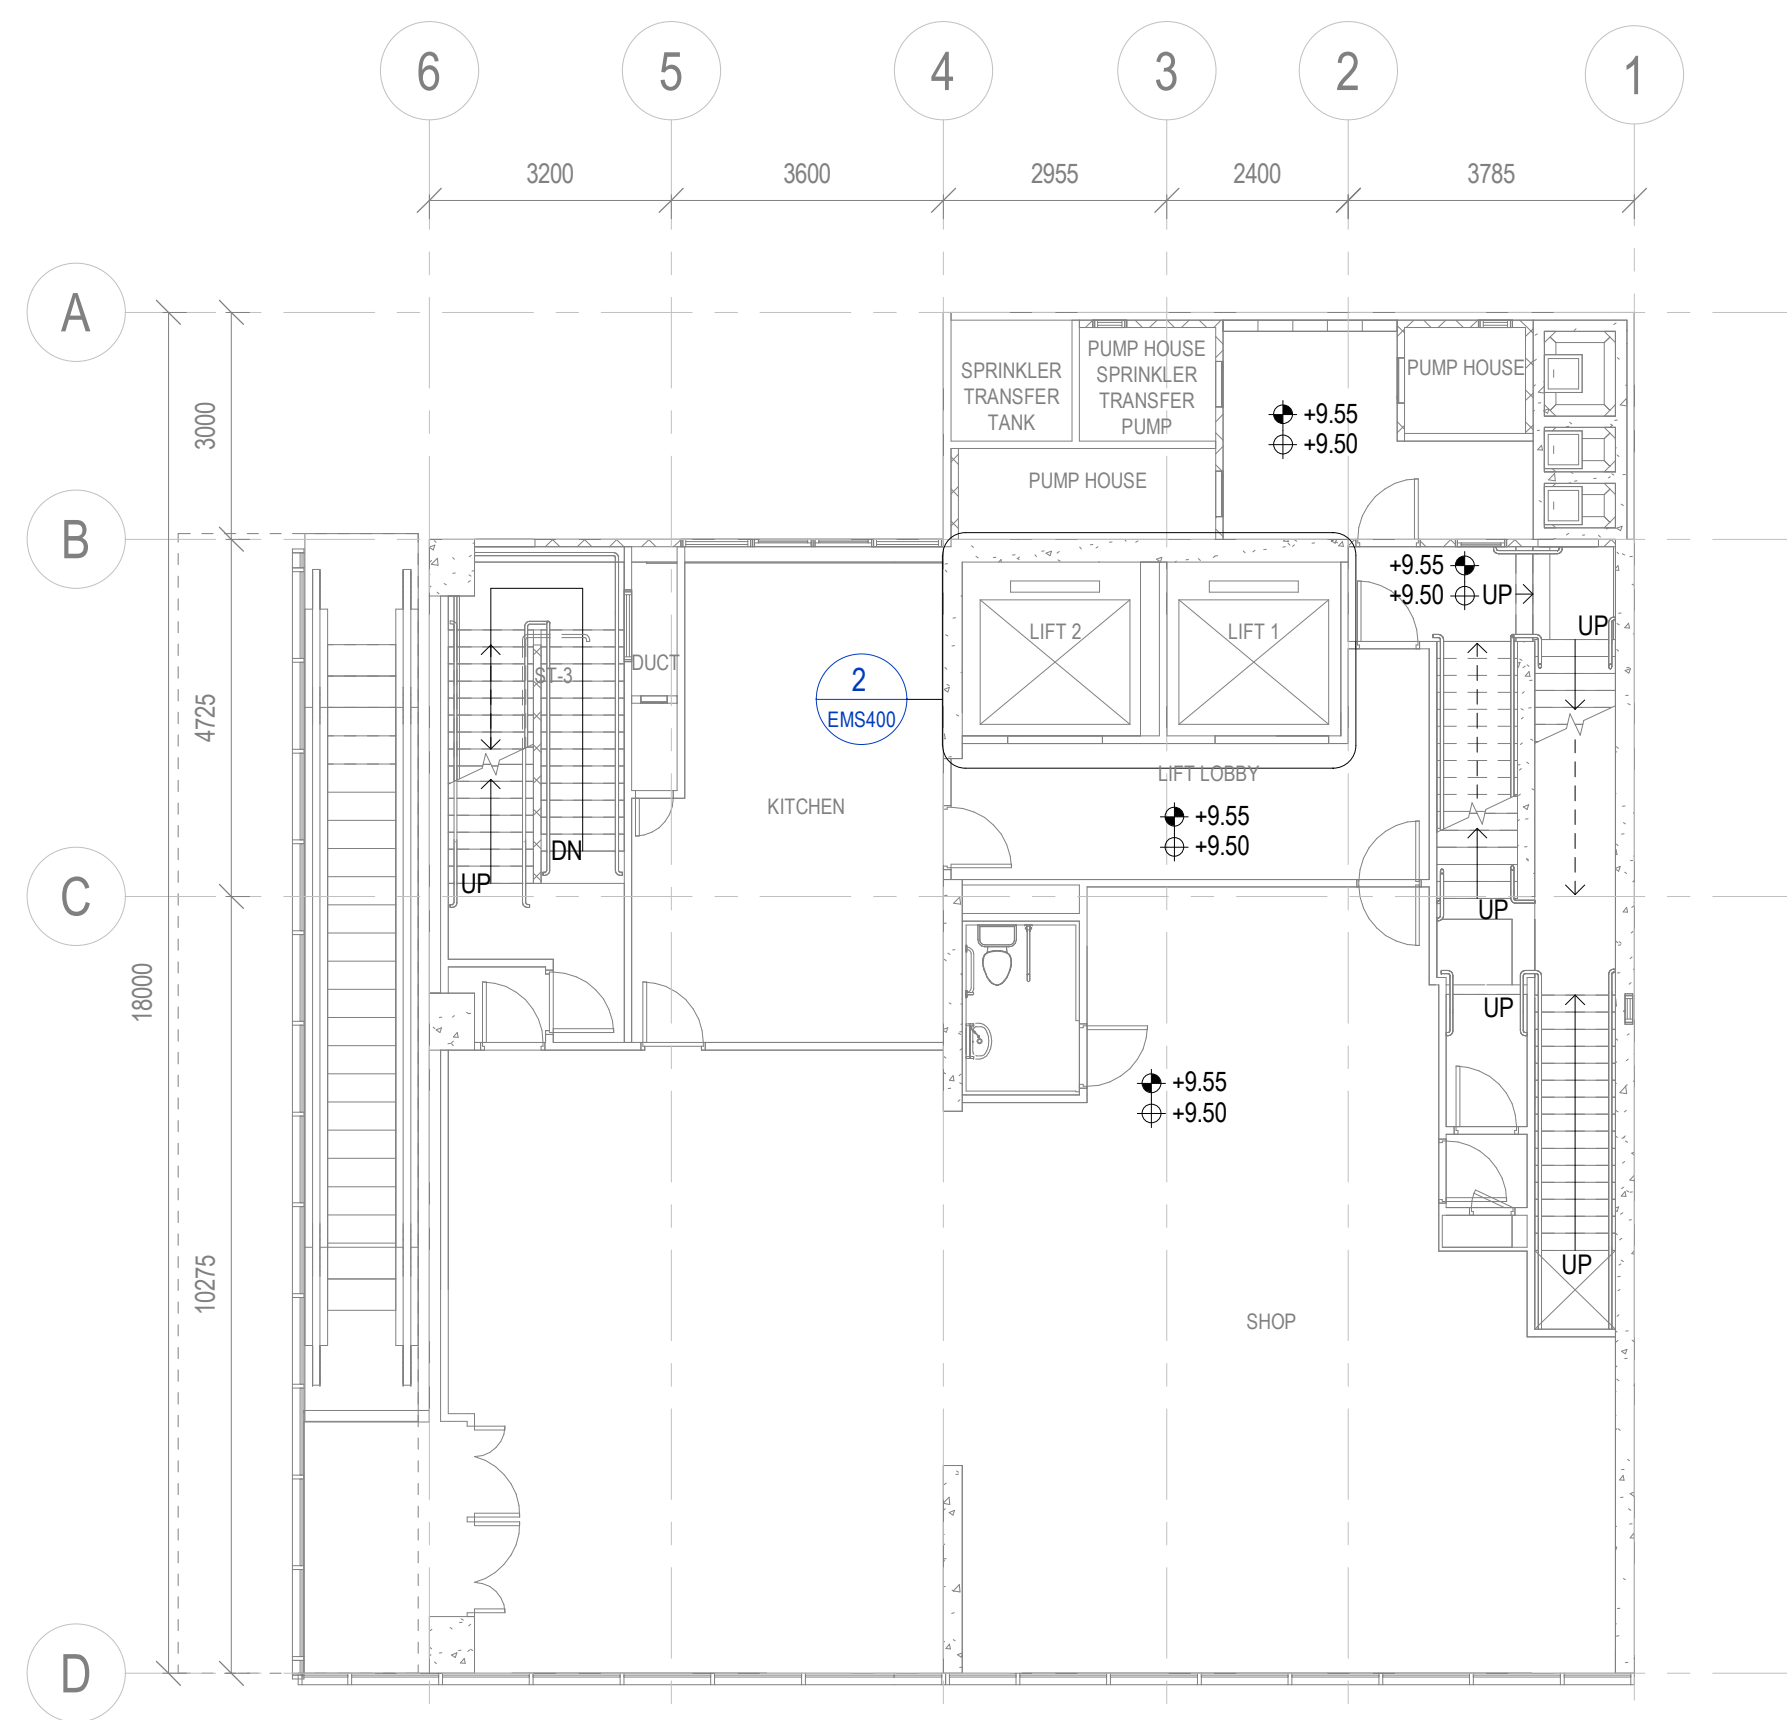 6 5 4 3 2 1
3200 3600 2955 2400 3785
A
B
C
D
3000
4725
10275
18000
SPRINKLER
TRANSFER
TANK
PUMP HOUSE
SPRINKLER
TRANSFER
PUMP
PUMP HOUSE
+9.55
+9.50
PUMP HOUSE
+9.55
+9.50 UP
UP
LIFT 2
LIFT 1
2
EMS400
DUCT
ST-3
KITCHEN
LIFT LOBBY
+9.55
+9.50
DN
UP
UP
UP
+9.55
+9.50
UP
SHOP